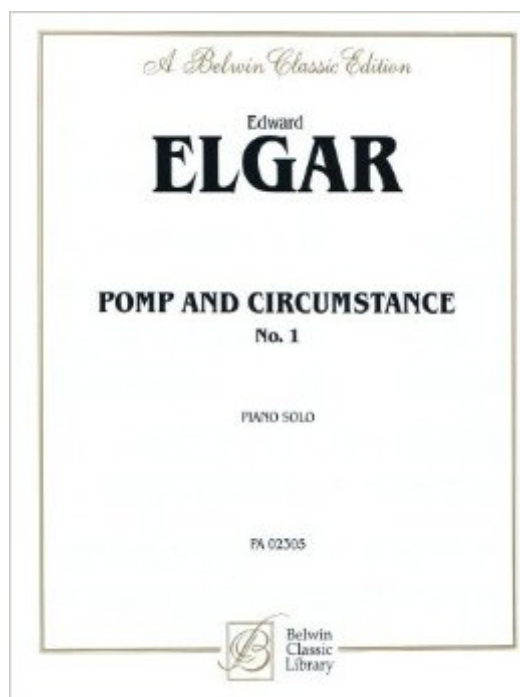 A Belwin Classic Edition
Edward
ELGAR
POMP AND CIRCUMSTANCE
No. 1
PIANO SOLO
PA 02305
Belwin
Classic
Library